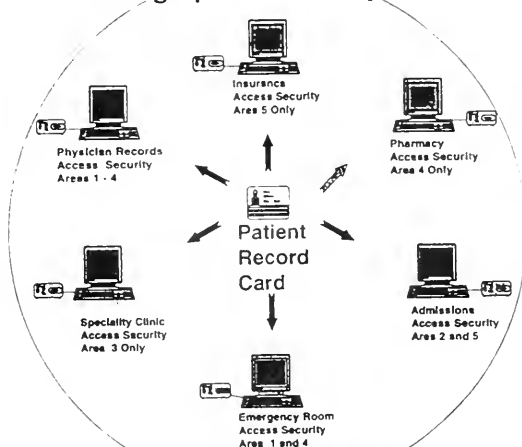 Insurance
Access Security
Area 5 Only
Physician Records
Access Security
Areas 1 - 4
Pharmacy
Access Security
Area 4 Only
Patient
Record
Card
Speciality Clinic
Access Security
Area 3 Only
Admissions
Access Security
Area 2 and 5
Emergency Room
Access Security
Area 1 and 4